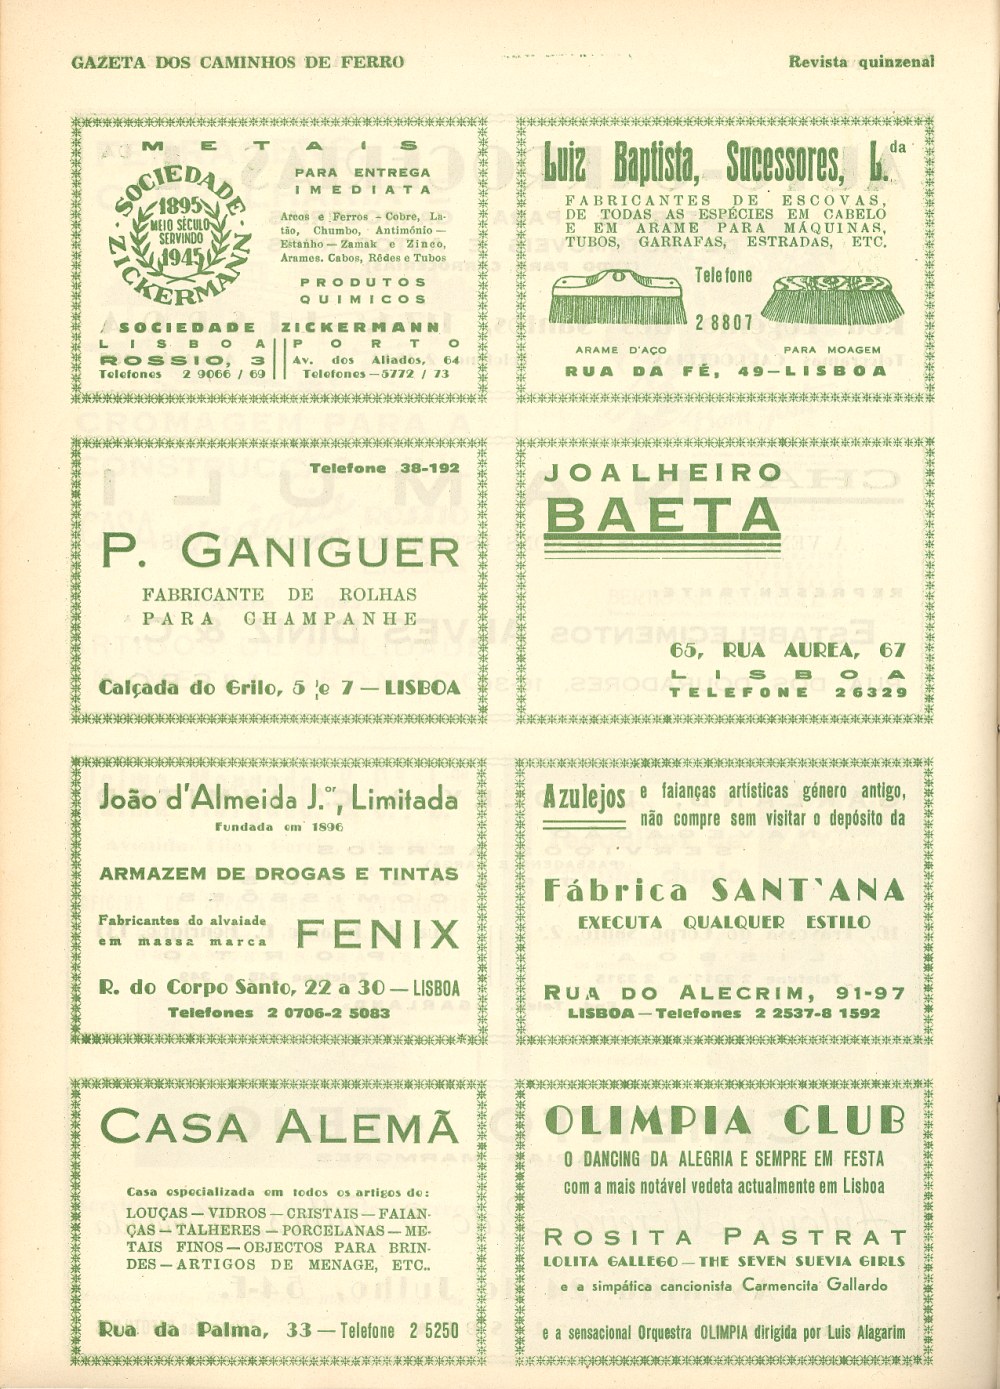 GAZETA DOS CAMINHOS DE FERRO
Revista quinzenal
METAIS
SOCIEDADE ZICKERMANN
1895
MEIO SÉCULO
SERVINDO
1945
PARA ENTREGA
IMEDIATA
Arcos e Ferros - Cobre, La-
tão, Chumbo, Antimónio —
Estanho — Zamak e Zinco,
Arames. Cabos, Rêdes e Tubos
PRODUTOS
QUIMICOS
SOCIEDADE ZICKERMANN
LISBOA
ROSSIO, 3
Telefones 2 9066 / 69
PORTO
Av. dos Aliados, 64
Telefones — 5772 / 73
Luiz Baptista, Sucessores, L.da
FABRICANTES DE ESCOVAS,
DE TODAS AS ESPÉCIES EM CABELO
E EM ARAME PARA MÁQUINAS,
TUBOS, GARRAFAS, ESTRADAS, ETC.
Telefone
2 8807
ARAME D'AÇO
PARA MOAGEM
RUA DA FÉ, 49 — LISBOA
Telefone 38-192
P. GANIGUER
FABRICANTE DE ROLHAS
PARA CHAMPANHE
Calçada do Grilo, 5 e 7 — LISBOA
JOALHEIRO
BAETA
65, RUA AUREA, 67
LISBOA
TELEFONE 26329
João d'Almeida J.or, Limitada
Fundada em 1896
ARMAZEM DE DROGAS E TINTAS
Fabricantes do alvaiade
em massa marca
FENIX
R. do Corpo Santo, 22 a 30 — LISBOA
Telefones 2 0706-2 5083
Azulejos e faianças artísticas género antigo,
não compre sem visitar o depósito da
Fábrica SANT'ANA
EXECUTA QUALQUER ESTILO
RUA DO ALECRIM, 91-97
LISBOA — Telefones 2 2537-8 1592
CASA ALEMÃ
Casa especializada em todos os artigos de:
LOUÇAS — VIDROS — CRISTAIS — FAIAN-
ÇAS — TALHERES — PORCELANAS — ME-
TAIS FINOS — OBJECTOS PARA BRIN-
DES — ARTIGOS DE MENAGE, ETC..
Rua da Palma, 33 — Telefone 2 5250
OLIMPIA CLUB
O DANCING DA ALEGRIA E SEMPRE EM FESTA
com a mais notável vedeta actualmente em Lisboa
ROSITA PASTRAT
LOLITA GALLEGO — THE SEVEN SUEVIA GIRLS
e a simpática cancionista Carmencita Gallardo
e a sensacional Orquestra OLIMPIA dirigida por Luis Alagarim